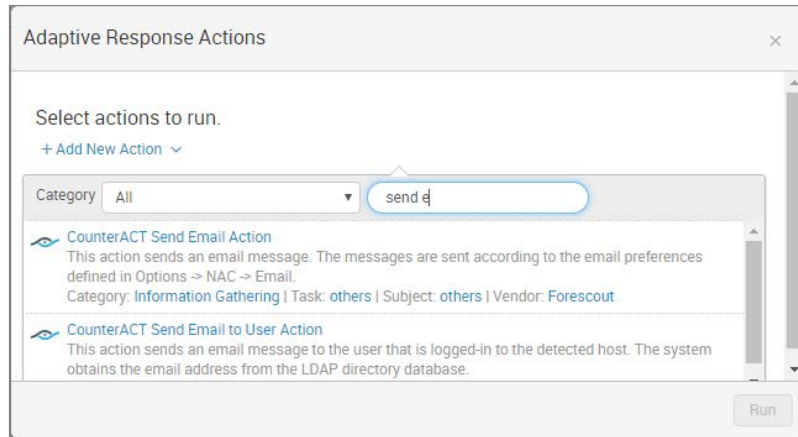 Adaptive Response Actions
×
Select actions to run.
+ Add New Action
Category All send e
CounterACT Send Email Action
This action sends an email message. The messages are sent according to the email preferences
defined in Options -> NAC -> Email.
Category: Information Gathering | Task: others | Subject: others | Vendor: Forescout
CounterACT Send Email to User Action
This action sends an email message to the user that is logged-in to the detected host. The system
obtains the email address from the LDAP directory database.
Run